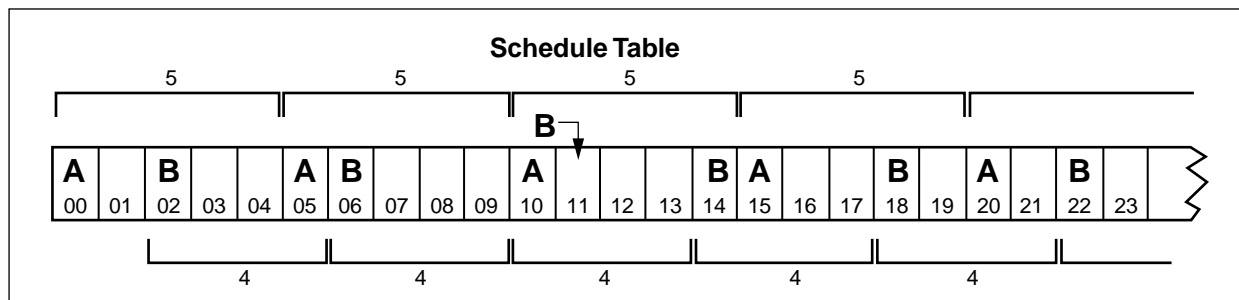 Schedule Table
5 5 5 5
B
A B A B A B A B A B
00 01 02 03 04 05 06 07 08 09 10 11 12 13 14 15 16 17 18 19 20 21 22 23
4 4 4 4 4